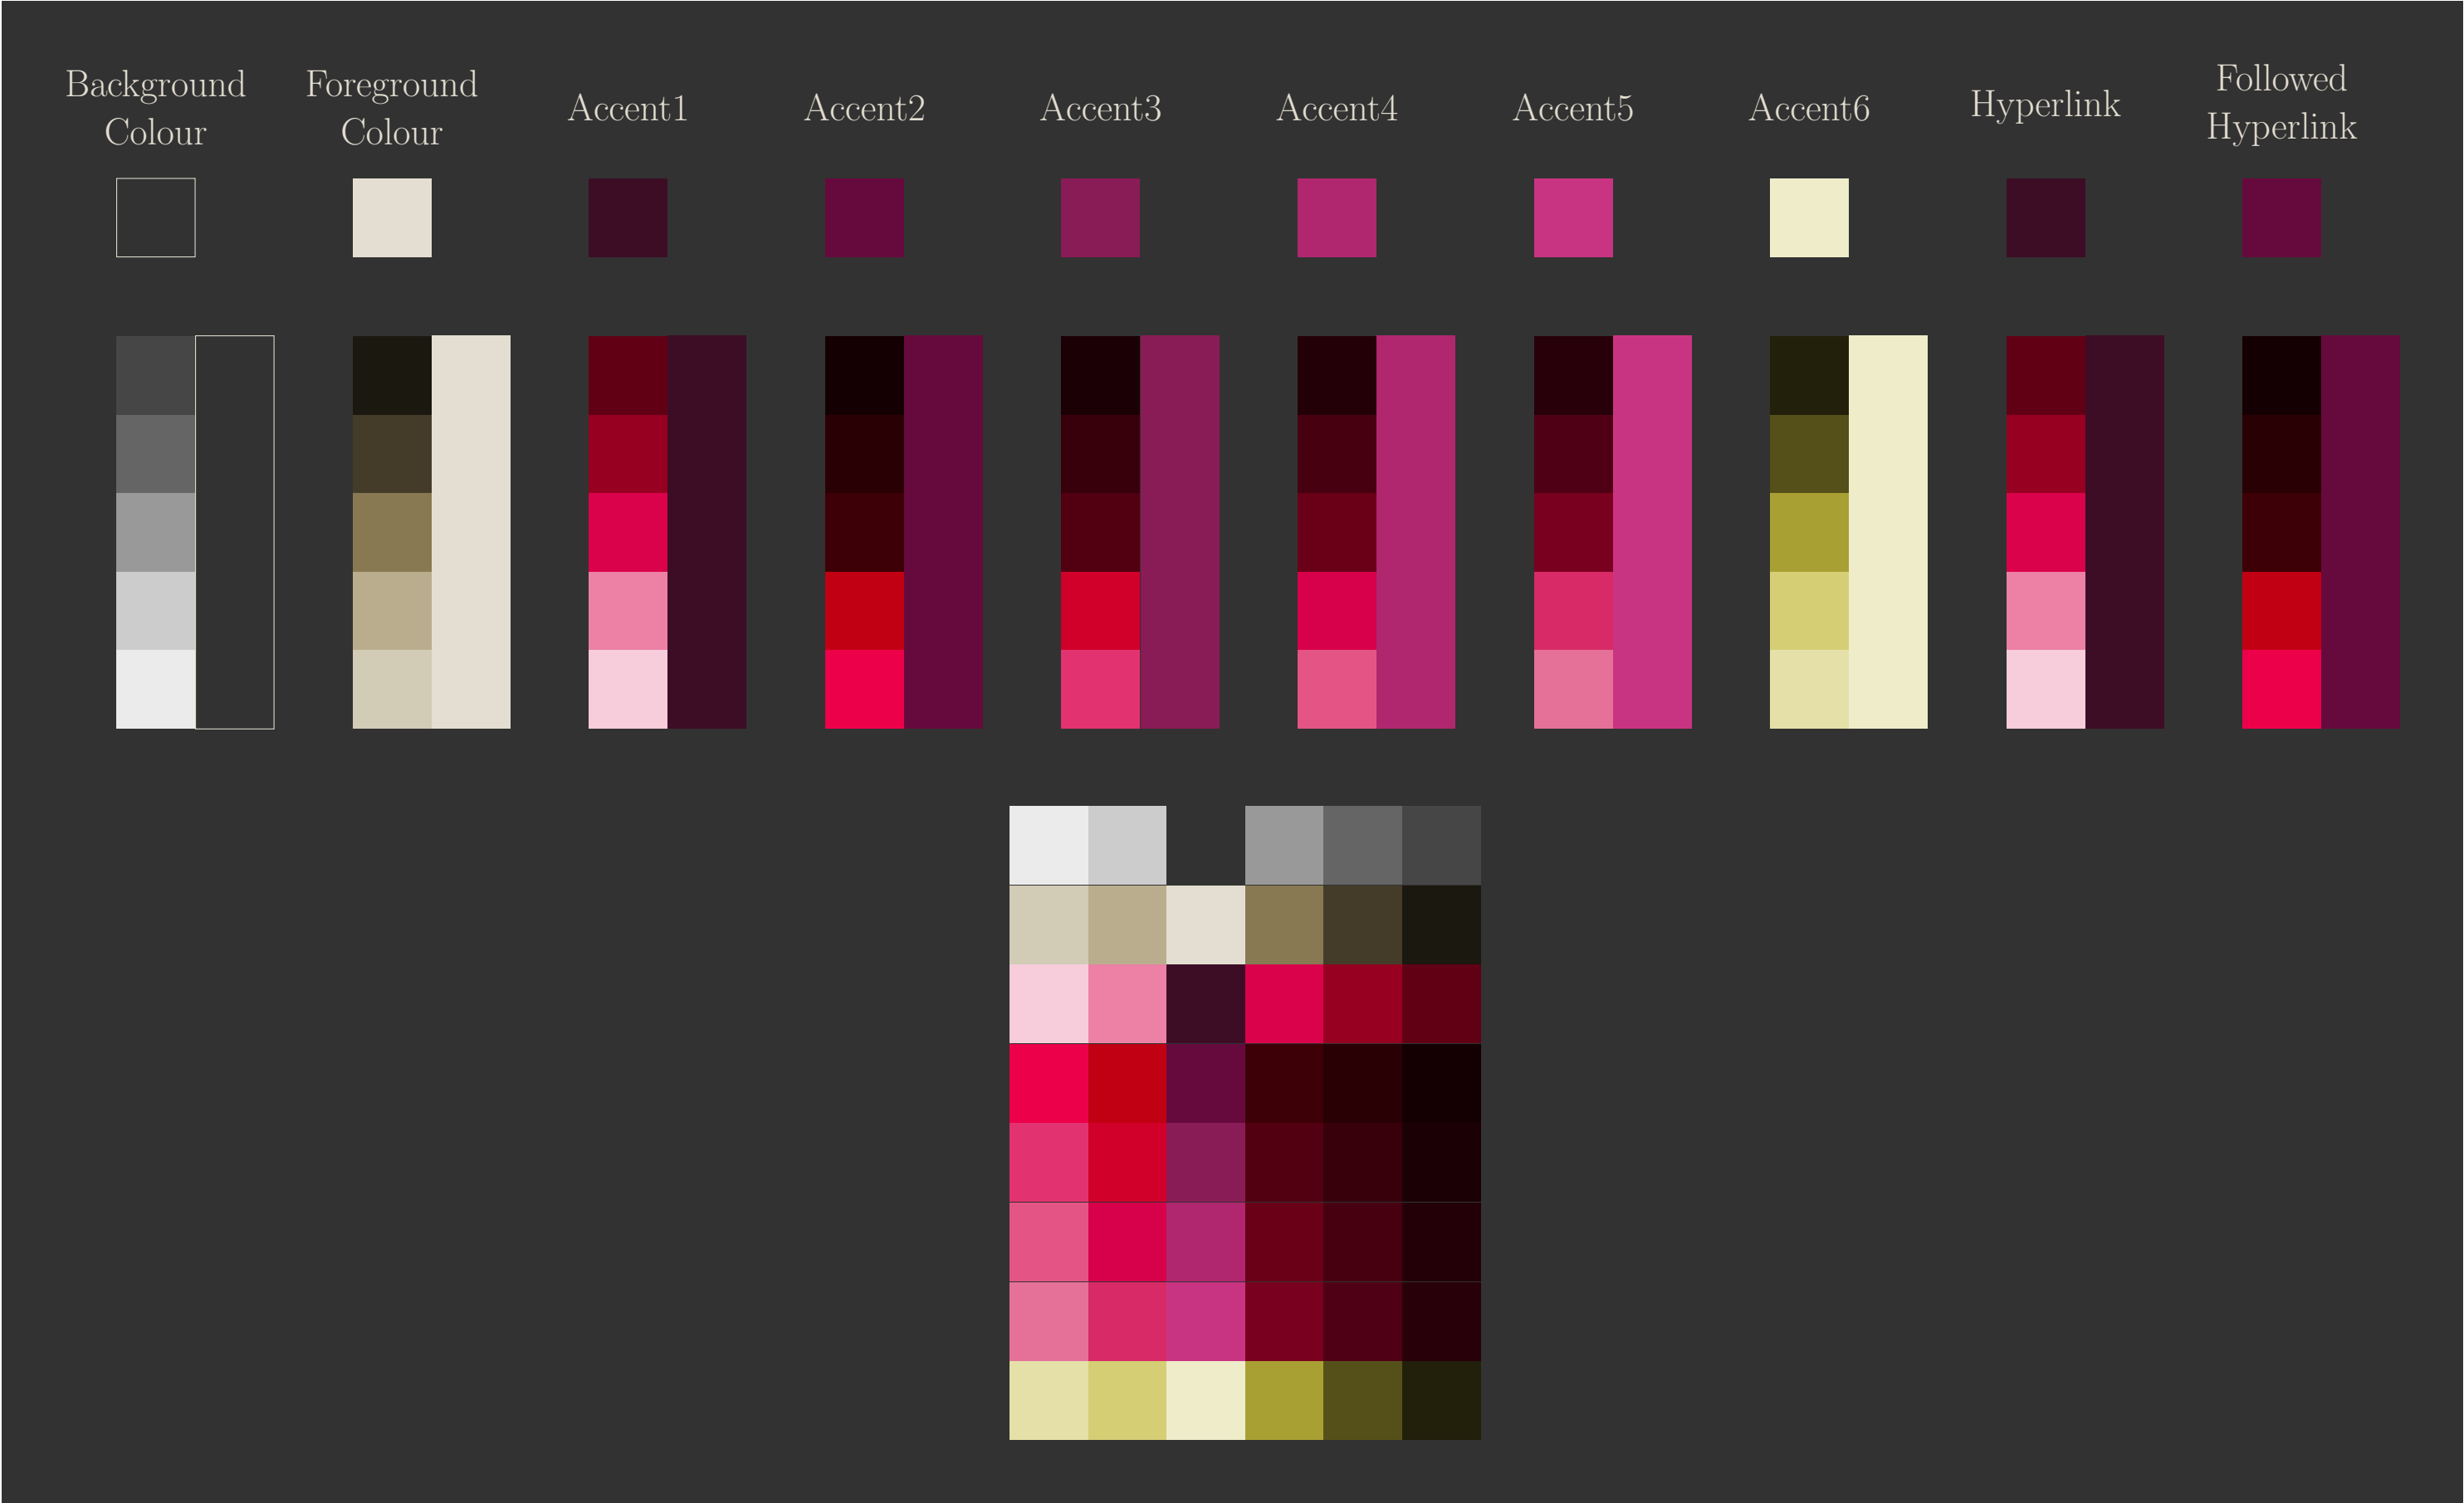 Background
Colour
Foreground
Colour
Accent1
Accent2
Accent3
Accent4
Accent5
Accent6
Hyperlink
Followed
Hyperlink